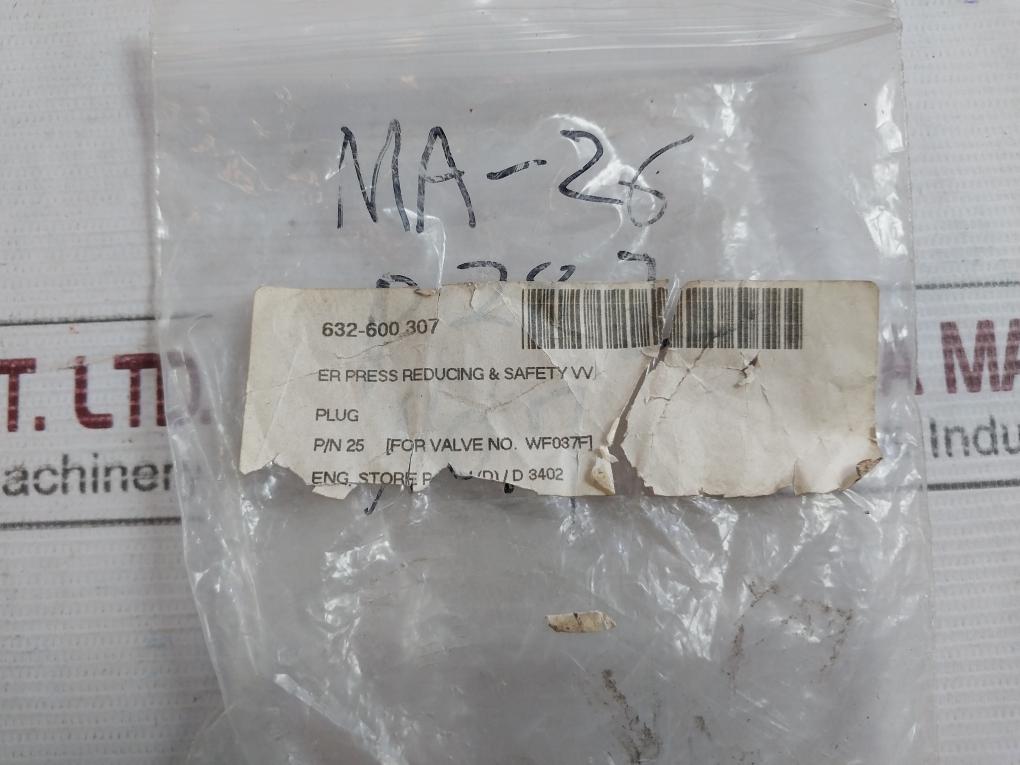 MA-26
632-600 307
ER PRESS REDUCING & SAFETY VV
PLUG
P/N 25 [FOR VALVE NO. WF037F]
ENG. STORE / D 3402
T. LTD.
achiner
A MA
Indu